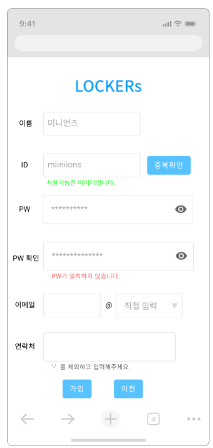 9:41
LOCKERs
이름
미니언즈
ID
miiniions
중복확인
사용가능한 아이디입니다.
PW
**********
PW 확인
**************
PW가 일치하지 않습니다.
이메일
@
직접 입력
연락처
'-' 를 제외하고 입력해주세요
가입
이전
4